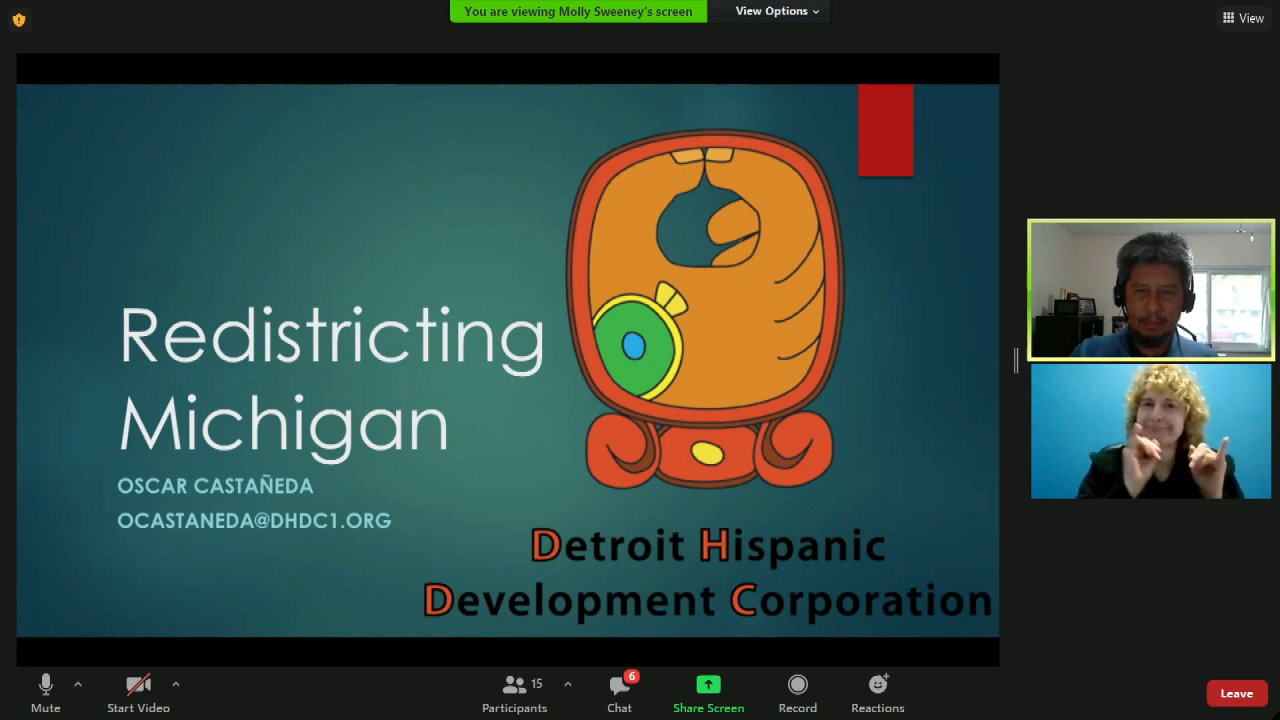 You are viewing Molly Sweeney's screen
View Options
View
Redistricting
Michigan
OSCAR CASTAÑEDA
OCASTANEDA@DHDC1.ORG
Detroit Hispanic
Development Corporation
Mute
Start Video
15
Participants
6
Chat
Share Screen
Record
Reactions
Leave